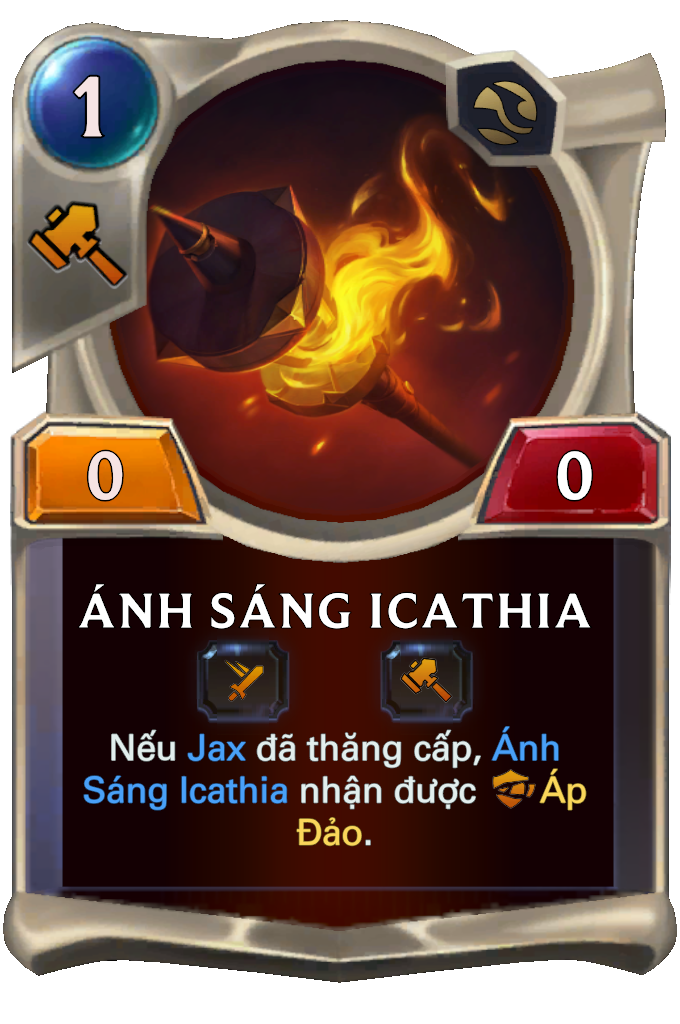 1
0
0
ÁNH SÁNG ICATHIA
Nếu Jax đã thăng cấp, Ánh
Sáng Icathia nhận được Áp
Đảo.